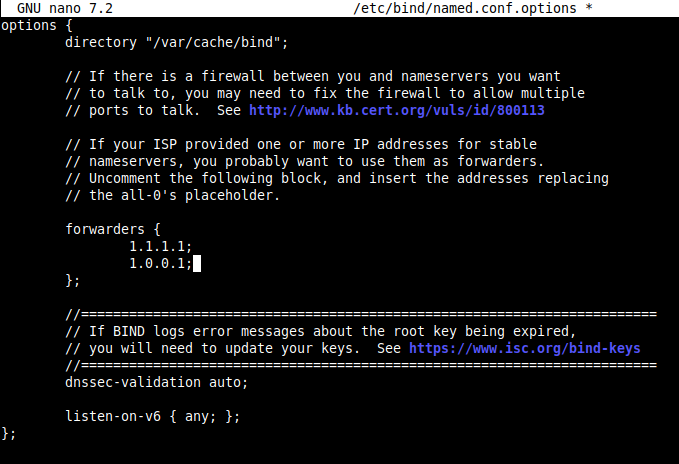 GNU nano 7.2 /etc/bind/named.conf.options *
options {
directory "/var/cache/bind";
// If there is a firewall between you and nameservers you want
// to talk to, you may need to fix the firewall to allow multiple
// ports to talk.  See http://www.kb.cert.org/vuls/id/800113
// If your ISP provided one or more IP addresses for stable
// nameservers, you probably want to use them as forwarders.
// Uncomment the following block, and insert the addresses replacing
// the all-0's placeholder.
forwarders {
1.1.1.1;
1.0.0.1;
};
//========================================================================
// If BIND logs error messages about the root key being expired,
// you will need to update your keys.  See https://www.isc.org/bind-keys
//========================================================================
dnssec-validation auto;
listen-on-v6 { any; };
};